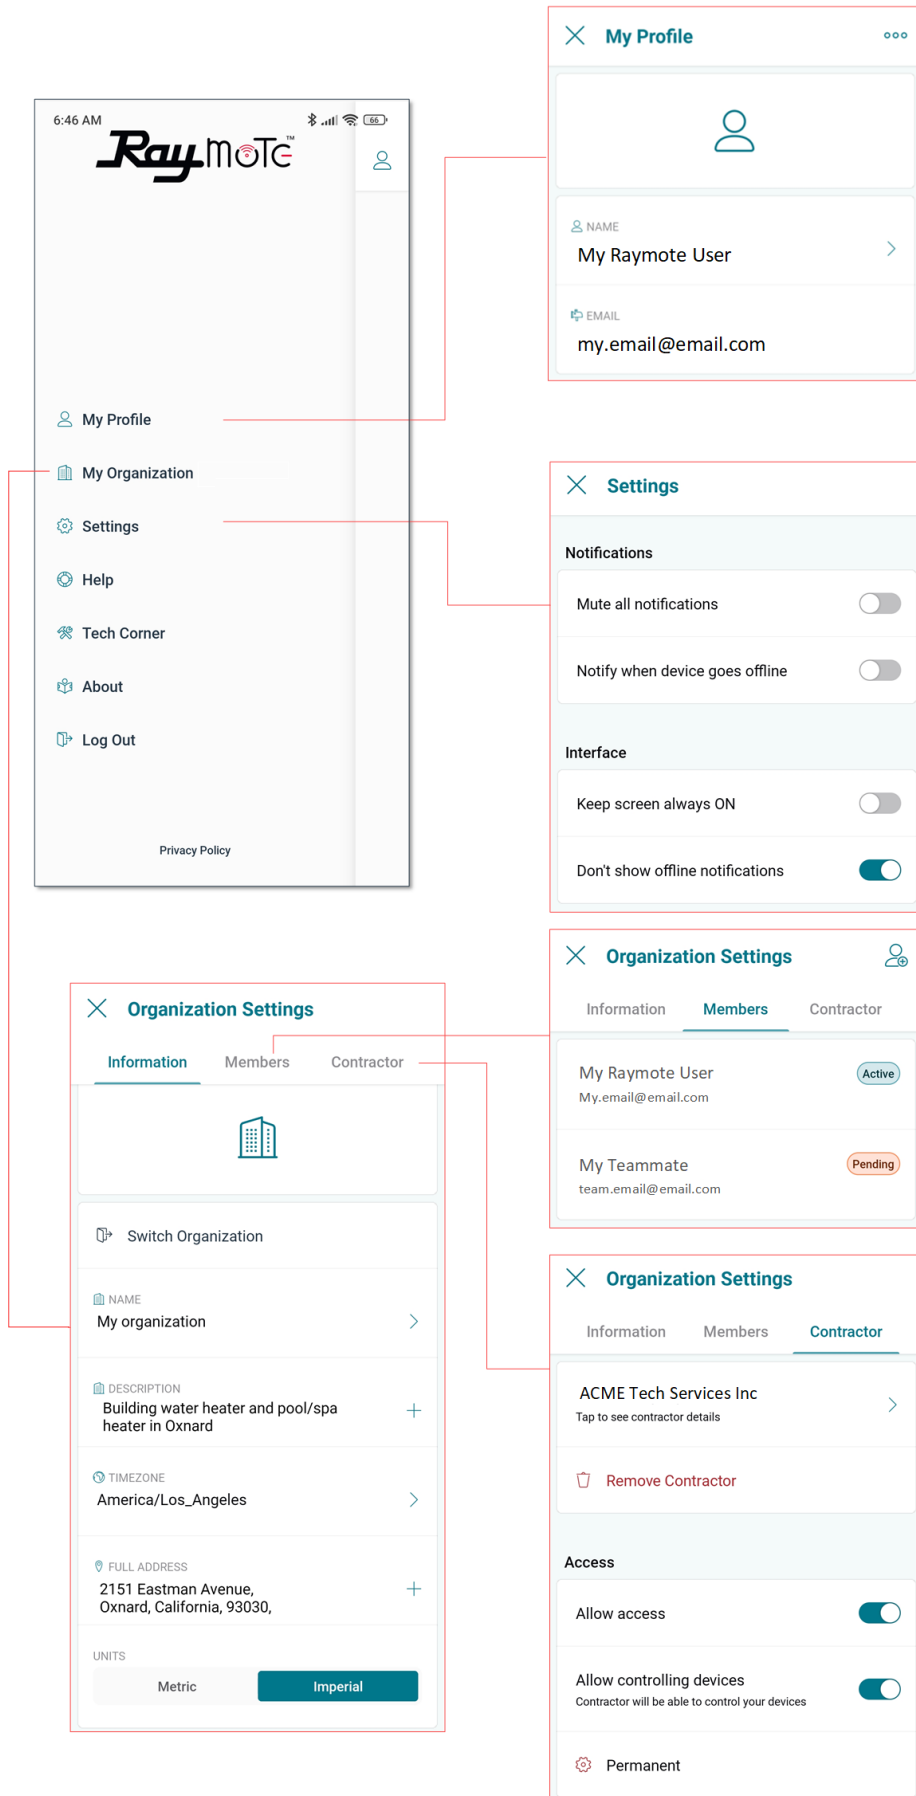 6:46 AM
66
Raymote™
My Profile
My Organization
Settings
Help
Tech Corner
About
Log Out
Privacy Policy
My Profile
NAME
My Raymote User
EMAIL
my.email@email.com
Settings
Notifications
Mute all notifications
Notify when device goes offline
Interface
Keep screen always ON
Don't show offline notifications
Organization Settings
Information Members Contractor
Switch Organization
NAME
My organization
DESCRIPTION
Building water heater and pool/spa
heater in Oxnard
TIMEZONE
America/Los_Angeles
FULL ADDRESS
2151 Eastman Avenue,
Oxnard, California, 93030,
UNITS
Metric Imperial
Organization Settings
Information Members Contractor
My Raymote User
Active
My.email@email.com
My Teammate
Pending
team.email@email.com
Organization Settings
Information Members Contractor
ACME Tech Services Inc
Tap to see contractor details
Remove Contractor
Access
Allow access
Allow controlling devices
Contractor will be able to control your devices
Permanent